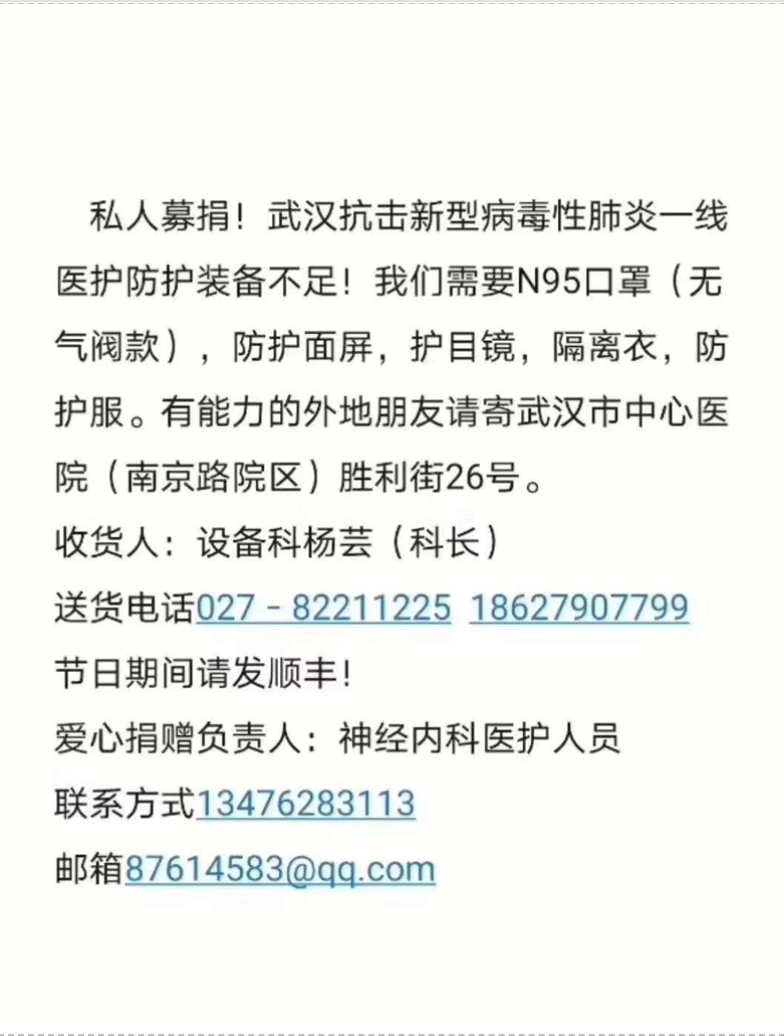 私人募捐！武汉抗击新型病毒性肺炎一线
医护防护装备不足！我们需要N95口罩（无
气阀款），防护面屏，护目镜，隔离衣，防
护服。有能力的外地朋友请寄武汉市中心医
院（南京路院区）胜利街26号。
收货人：设备科杨芸（科长）
送货电话027－82211225 18627907799
节日期间请发顺丰！
爱心捐赠负责人：神经内科医护人员
联系方式13476283113
邮箱87614583@qq.com